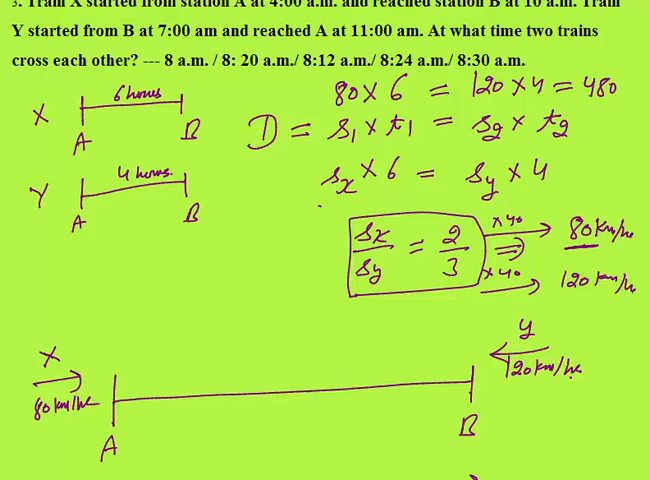 3. Train X started from station A at 4:00 a.m. and reached station B at 10 a.m. Train
Y started from B at 7:00 am and reached A at 11:00 am. At what time two trains
cross each other? --- 8 a.m. / 8: 20 a.m./ 8:12 a.m./ 8:24 a.m./ 8:30 a.m.
X 6 hours A B
80 x 6 = 120 x 4 = 480
D = s1 x t1 = s2 x t2
Y 4 hours. A B
sx x 6 = sy x 4
sx/sy = 2/3 x 40 ⇒ 80 km/hr
x 40 120 km/hr
X 80 km/hr A
y 120 km/hr B